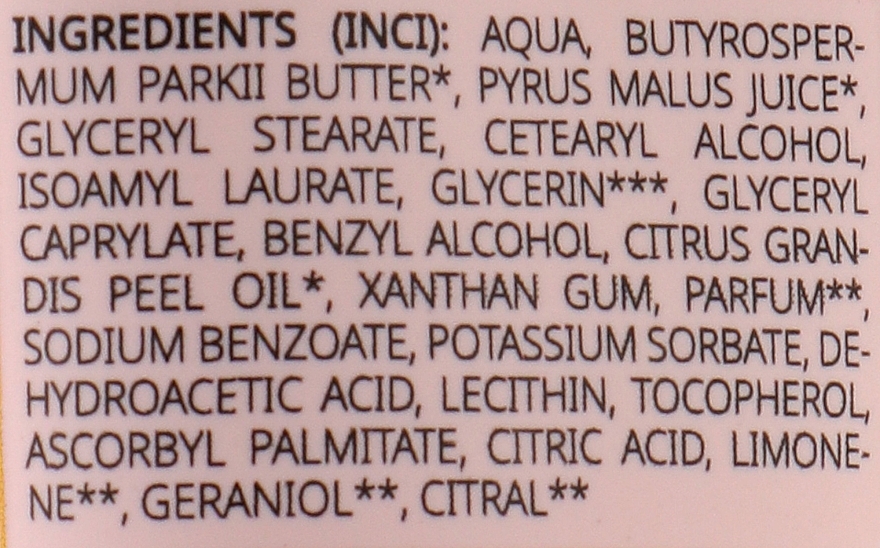 INGREDIENTS (INCI): AQUA, BUTYROSPER-
MUM PARKII BUTTER*, PYRUS MALUS JUICE*,
GLYCERYL STEARATE, CETEARYL ALCOHOL,
ISOAMYL LAURATE, GLYCERIN***, GLYCERYL
CAPRYLATE, BENZYL ALCOHOL, CITRUS GRAN-
DIS PEEL OIL*, XANTHAN GUM, PARFUM**,
SODIUM BENZOATE, POTASSIUM SORBATE, DE-
HYDROACETIC ACID, LECITHIN, TOCOPHEROL,
ASCORBYL PALMITATE, CITRIC ACID, LIMONE-
NE**, GERANIOL**, CITRAL**